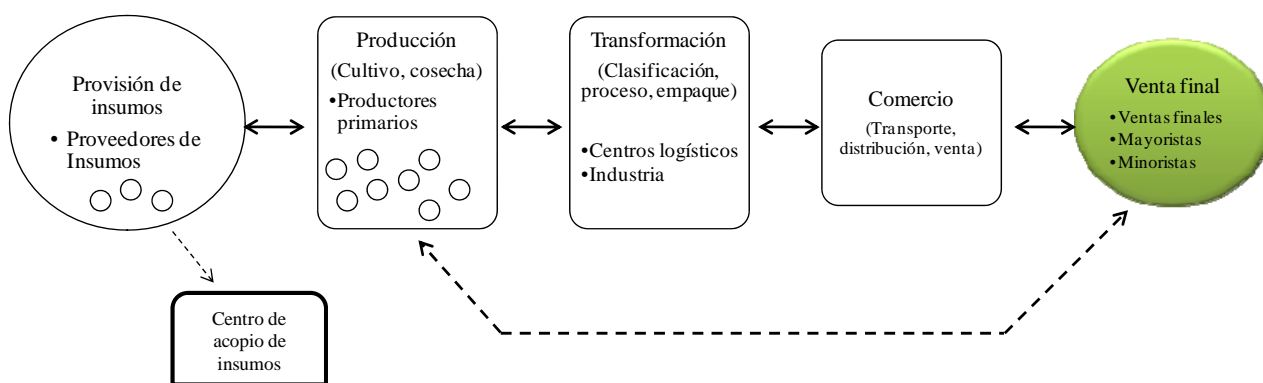 Provisión de
insumos
• Proveedores de
Insumos
Producción
(Cultivo, cosecha)
•Productores
primarios
Transformación
(Clasificación,
proceso, empaque)
•Centros logísticos
•Industria
Comercio
(Transporte,
distribución, venta)
Venta final
•Ventas finales
•Mayoristas
•Minoristas
Centro de
acopio de
insumos